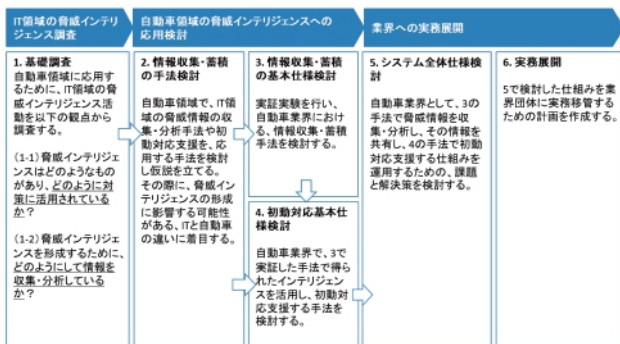 IT領域の脅威インテリ
ジェンス調査
自動車領域の脅威インテリジェンスへの
応用検討
業界への実務展開
1. 基礎調査
自動車領域に応用す
るために、IT領域の脅
威インテリジェンス活
動を以下の観点から
調査する。
(1-1)脅威インテリジェ
ンスはどのようなもの
があり、どのように対
策に活用されている
か?
(1-2)脅威インテリジェ
ンスを形成するために、
どのようにして情報を
収集・分析している
か?
2. 情報収集・蓄積
の手法検討
自動車領域で、IT領
域の脅威情報の収
集・分析手法や初
動対応支援を、応
用する手法を検討
し仮説を立てる。
その際に、脅威イン
テリジェンスの形成
に影響する可能性
がある、ITと自動車
の違いに着目する。
3. 情報収集・蓄積
の基本仕様検討
実証実験を行い、自
動車業界におけ
る、情報収集・蓄積
手法を検討する。
4. 初動対応基本仕
様検討
自動車業界で、3で
実証した手法で得ら
れたインテリジェン
スを活用し、初動対
応支援する手法を
検討する。
5. システム全体仕様検
討
自動車業界として、3の
手法で脅威情報を収
集・分析し、その情報を
共有し、4の手法で初動
対応支援する仕組みを
運用するための、課題
と解決策を検討する。
6. 実務展開
5で検討した仕組みを業
界団体に実務移管する
ための計画を作成する。